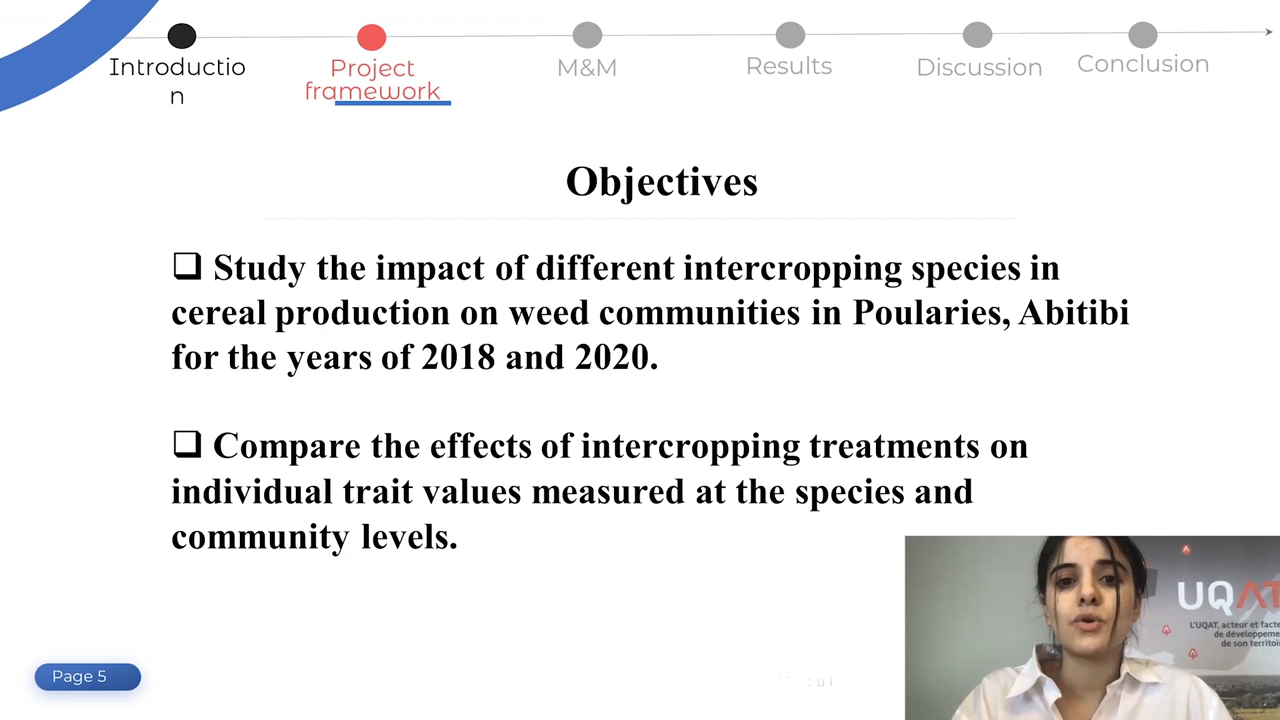 Introductio
n
Project
framework
M&M
Results
Discussion
Conclusion
Objectives
❑ Study the impact of different intercropping species in
cereal production on weed communities in Poularies, Abitibi
for the years of 2018 and 2020.
❑ Compare the effects of intercropping treatments on
individual trait values measured at the species and
community levels.
UQAT
L'UQAT, acteur et facte
de développeme
de son territoi
Page 5